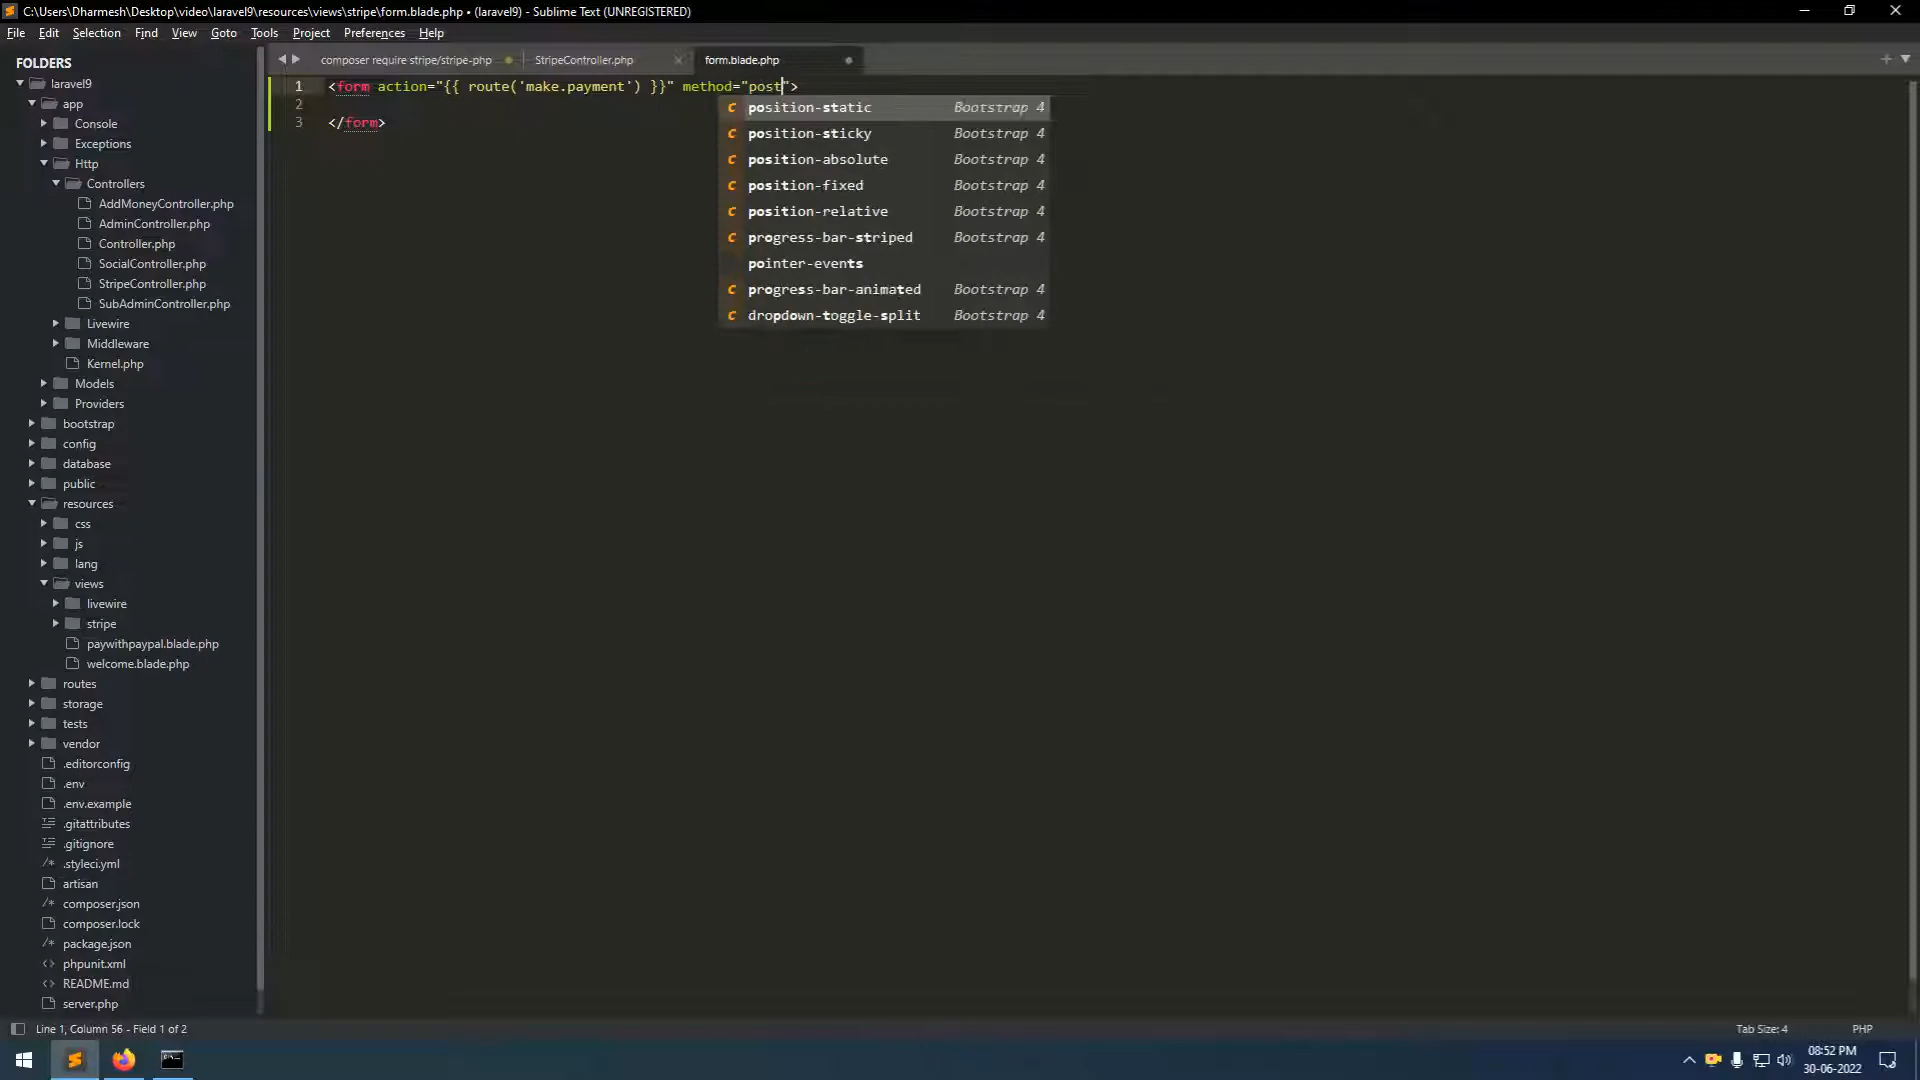 C:\Users\Dharmesh\Desktop\video\laravel9\resources\views\stripe\form.blade.php • (laravel9) - Sublime Text (UNREGISTERED)
File Edit Selection Find View Goto Tools Project Preferences Help
FOLDERS
laravel9
app
Console
Exceptions
Http
Controllers
AddMoneyController.php
AdminController.php
Controller.php
SocialController.php
StripeController.php
SubAdminController.php
Livewire
Middleware
Kernel.php
Models
Providers
bootstrap
config
database
public
resources
css
js
lang
views
livewire
stripe
paywithpaypal.blade.php
welcome.blade.php
routes
storage
tests
vendor
.editorconfig
.env
.env.example
.gitattributes
.gitignore
.styleci.yml
artisan
composer.json
composer.lock
package.json
phpunit.xml
README.md
server.php
composer require stripe/stripe-php StripeController.php form.blade.php
1 <form action="{{ route('make.payment') }}" method="post">
2
3 </form>
position-static Bootstrap 4
position-sticky Bootstrap 4
position-absolute Bootstrap 4
position-fixed Bootstrap 4
position-relative Bootstrap 4
progress-bar-striped Bootstrap 4
pointer-events
progress-bar-animated Bootstrap 4
dropdown-toggle-split Bootstrap 4
Line 1, Column 56 - Field 1 of 2 Tab Size: 4 PHP
08:52 PM
30-06-2022